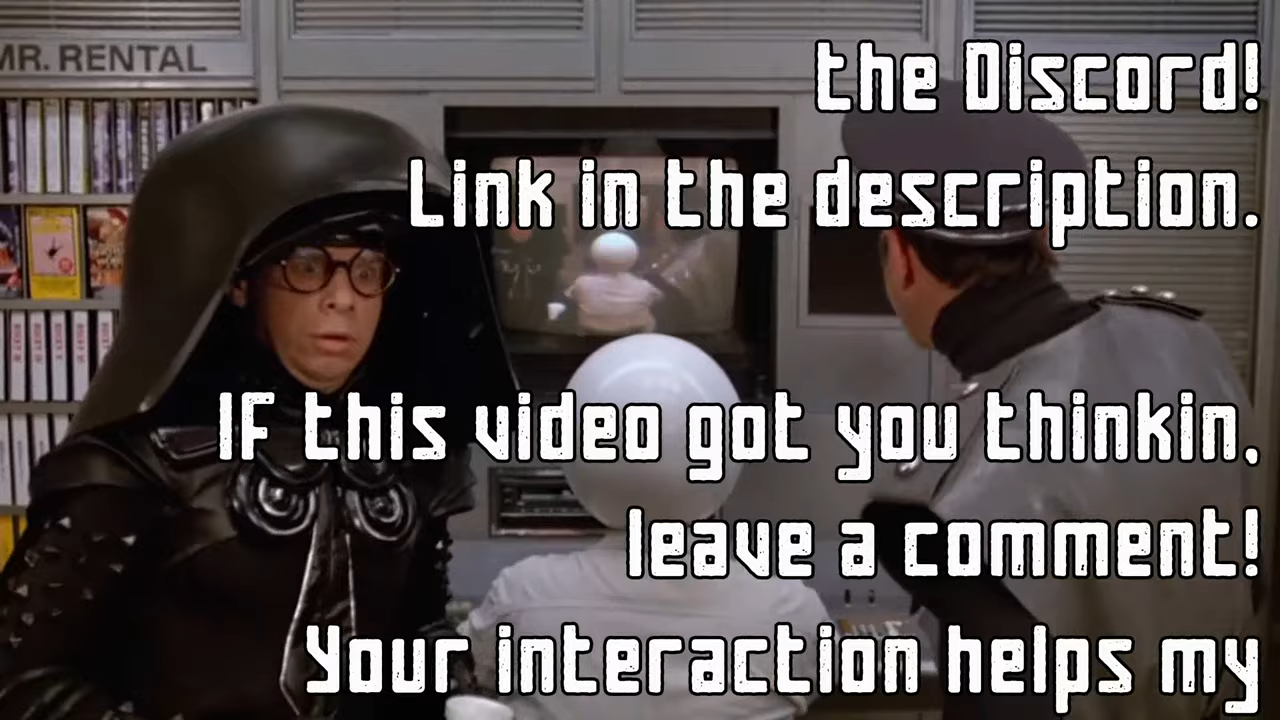 MR. RENTAL
the Discord!
Link in the description.
IF this video got you thinkin,
leave a comment!
Your interaction helps my